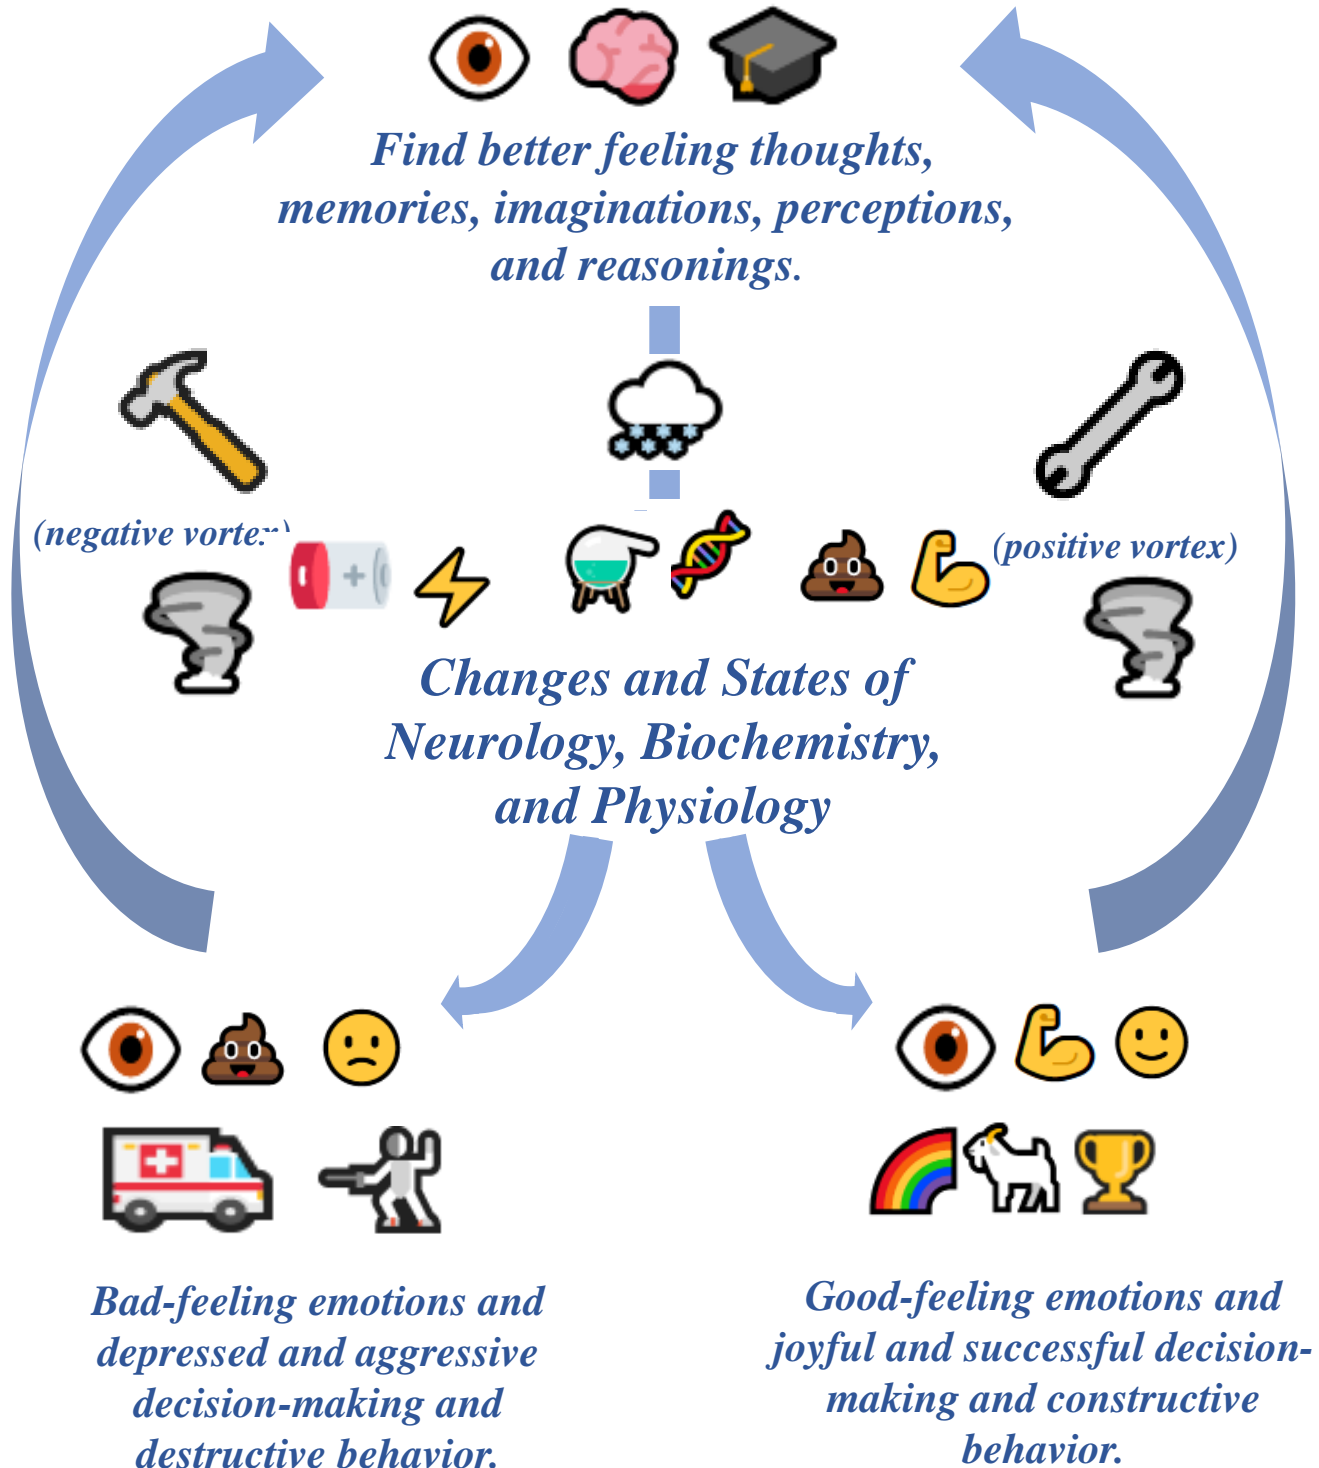 Find better feeling thoughts,
memories, imaginations, perceptions,
and reasonings.
(negative vortex)
(positive vortex)
Changes and States of
Neurology, Biochemistry,
and Physiology
Bad-feeling emotions and
depressed and aggressive
decision-making and
destructive behavior.
Good-feeling emotions and
joyful and successful decision-
making and constructive
behavior.